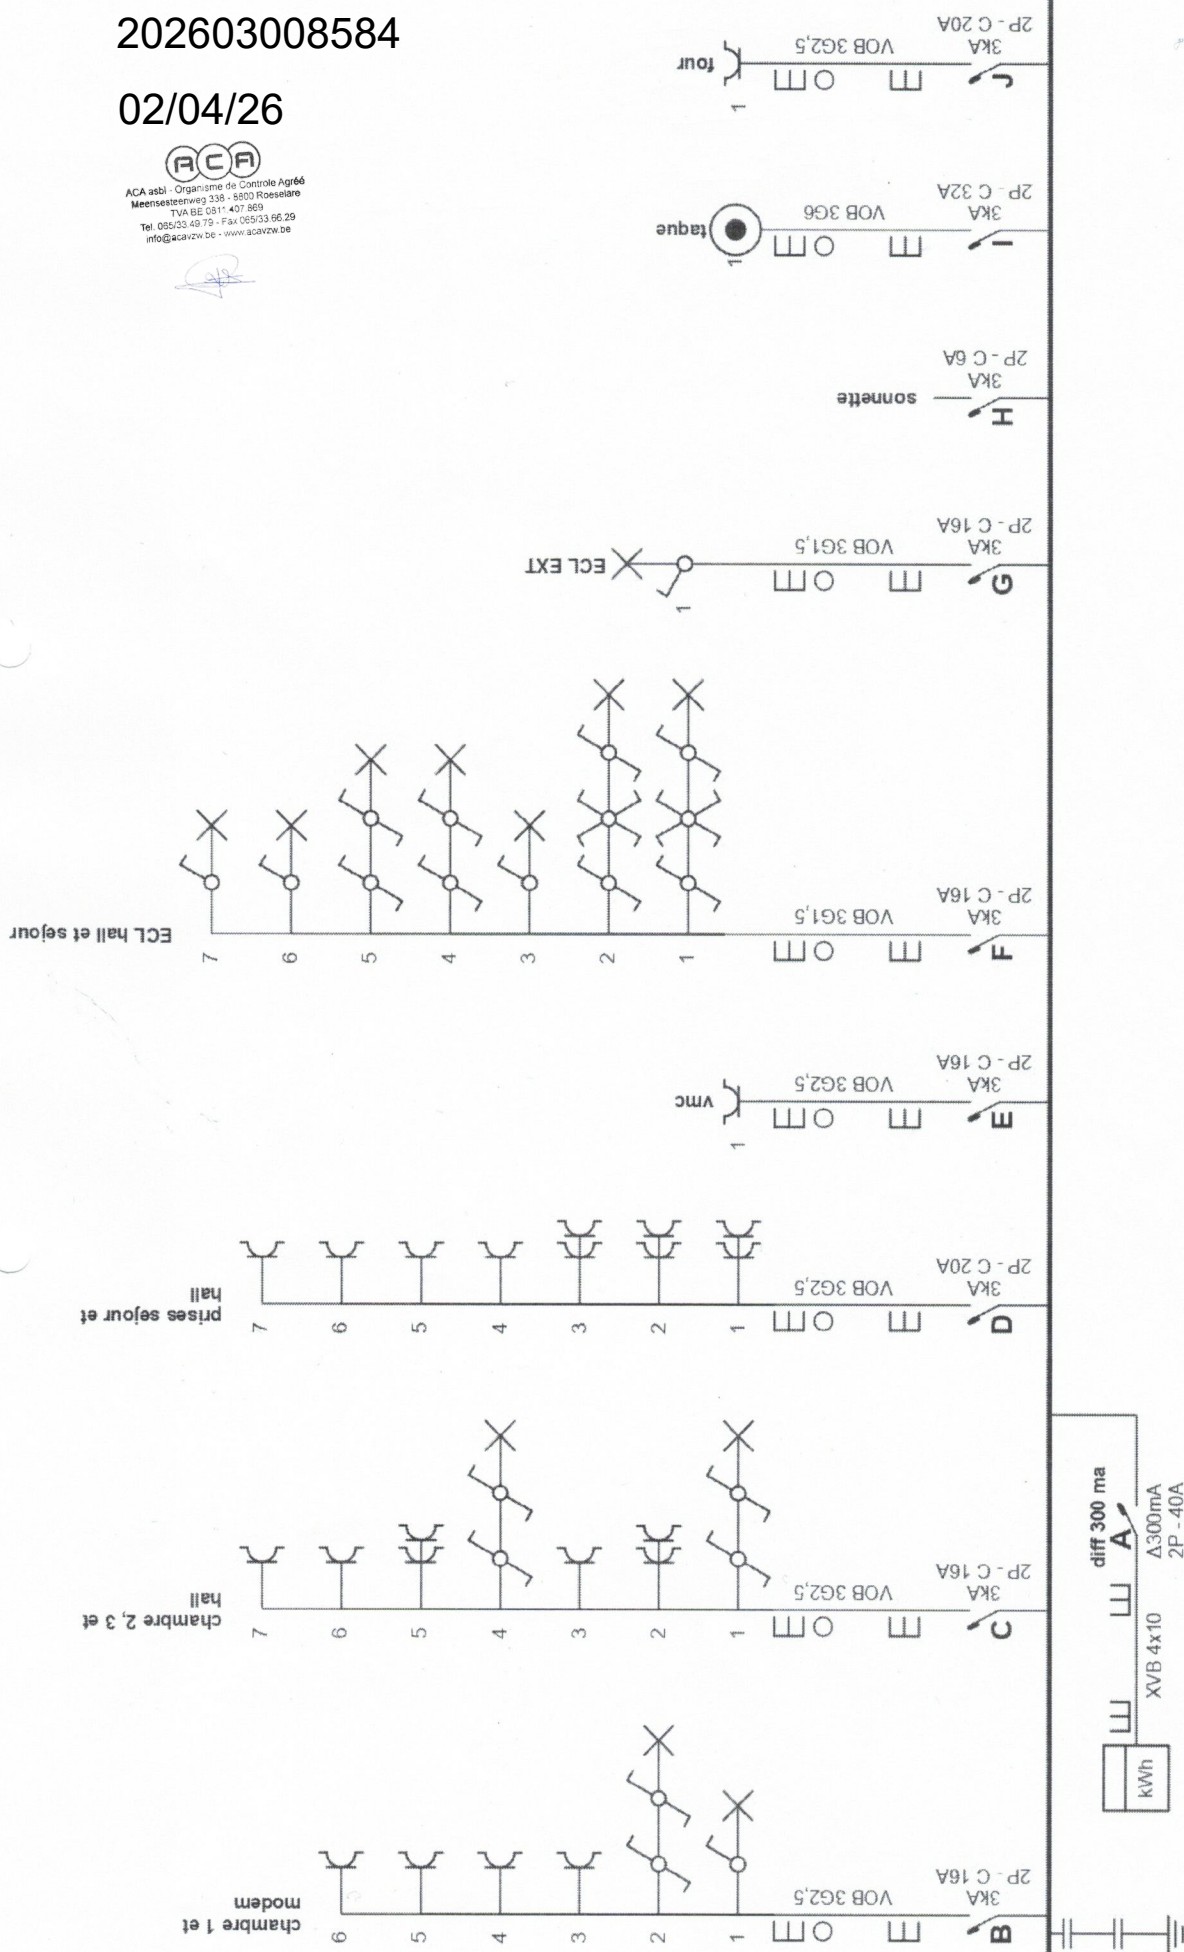 202603008584
02/04/26
ACA
ACA asbl - Organisme de Controle Agréé
Meensesteenweg 338 - 8800 Roeselare
TVA BE 0811.407.869
Tel. 065/33.49.79 - Fax 065/33.66.29
info@acavzw.be - www.acavzw.be
four
1
VOB 3G2,5
J
3kA
2P - C 20A
taque
1
VOB 3G6
I
3kA
2P - C 32A
sonnette
H
3kA
2P - C 6A
ECL EXT
1
VOB 3G1,5
G
3kA
2P - C 16A
ECL hall et sejour
7
6
5
4
3
2
1
VOB 3G1,5
F
3kA
2P - C 16A
vmc
1
VOB 3G2,5
E
3kA
2P - C 16A
prises sejour et
hall
7
6
5
4
3
2
1
VOB 3G2,5
D
3kA
2P - C 20A
chambre 2, 3 et
hall
7
6
5
4
3
2
1
VOB 3G2,5
C
3kA
2P - C 16A
diff 300 ma
A
Δ300mA
2P - 40A
XVB 4x10
kWh
chambre 1 et
modem
6
5
4
3
2
1
VOB 3G2,5
B
3kA
2P - C 16A